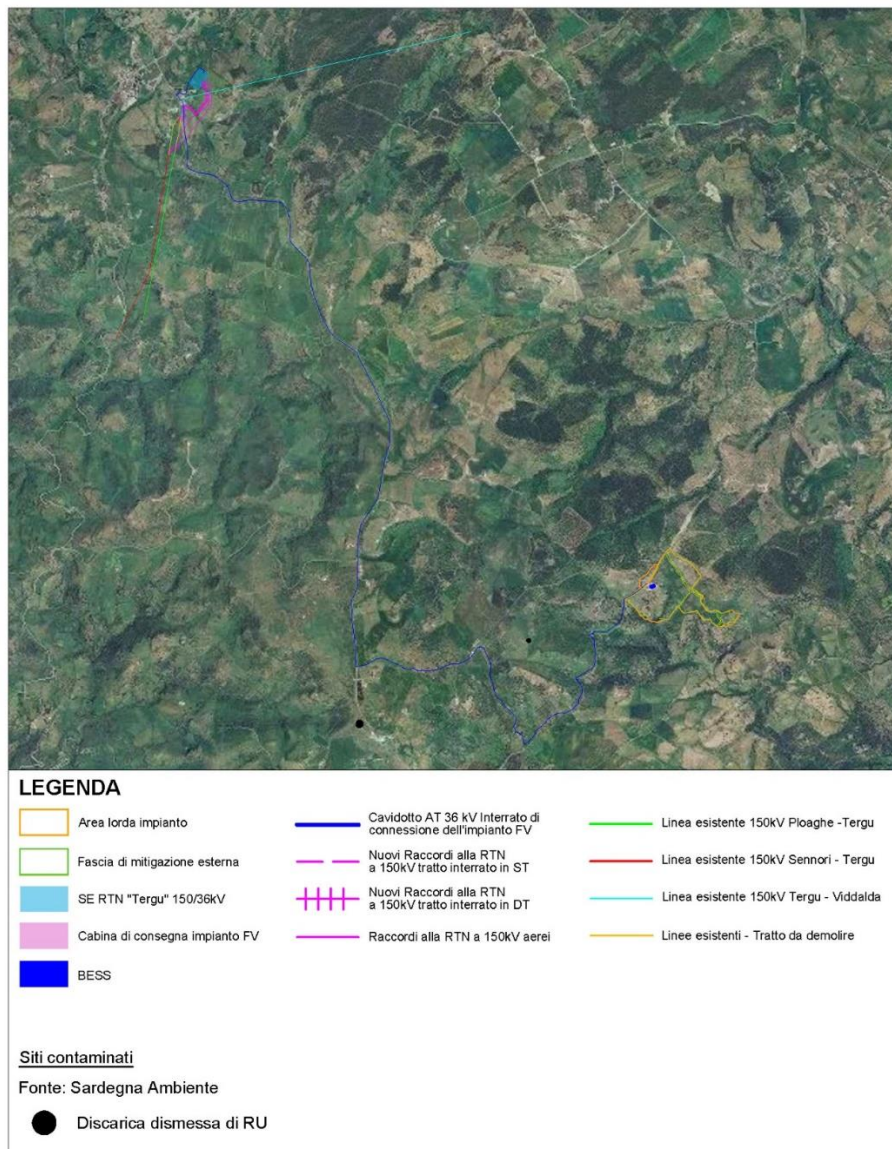 LEGENDA
Area lorda impianto
Fascia di mitigazione esterna
SE RTN "Tergu" 150/36kV
Cabina di consegna impianto FV
BESS
Cavidotto AT 36 kV Interrato di
connessione dell'impianto FV
Nuovi Raccordi alla RTN
a 150kV tratto interrato in ST
Nuovi Raccordi alla RTN
a 150kV tratto interrato in DT
Raccordi alla RTN a 150kV aerei
Linea esistente 150kV Ploaghe -Tergu
Linea esistente 150kV Sennori - Tergu
Linea esistente 150kV Tergu - Viddalda
Linee esistenti - Tratto da demolire
Siti contaminati
Fonte: Sardegna Ambiente
Discarica dismessa di RU